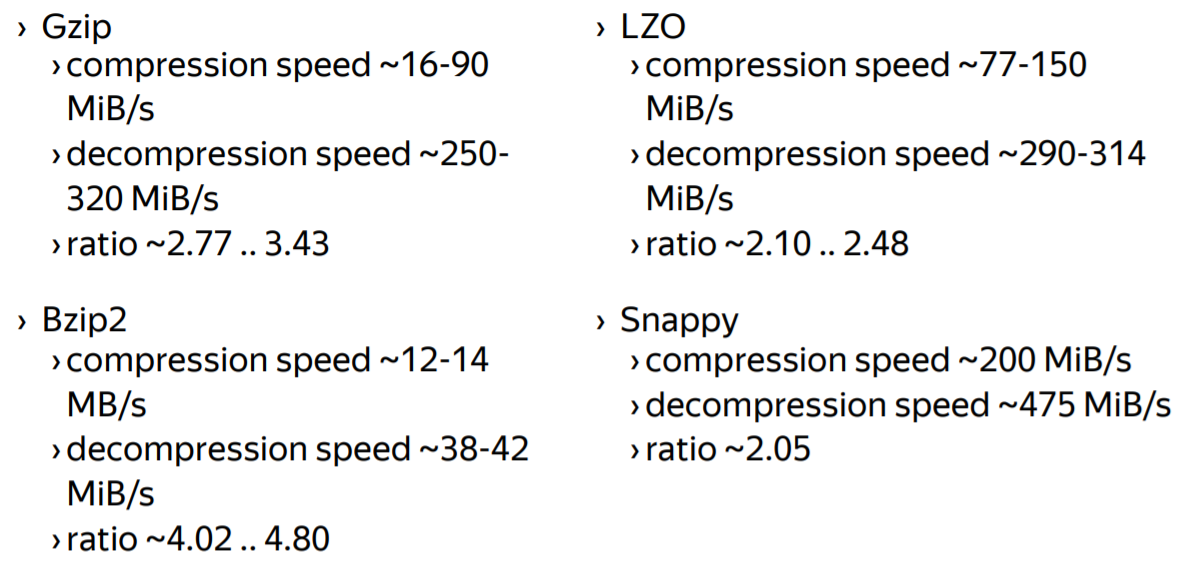 › Gzip
› compression speed ~16-90
MiB/s
› decompression speed ~250-
320 MiB/s
› ratio ~2.77 .. 3.43
› Bzip2
› compression speed ~12-14
MB/s
› decompression speed ~38-42
MiB/s
› ratio ~4.02 .. 4.80
› LZO
› compression speed ~77-150
MiB/s
› decompression speed ~290-314
MiB/s
› ratio ~2.10 .. 2.48
› Snappy
› compression speed ~200 MiB/s
› decompression speed ~475 MiB/s
› ratio ~2.05